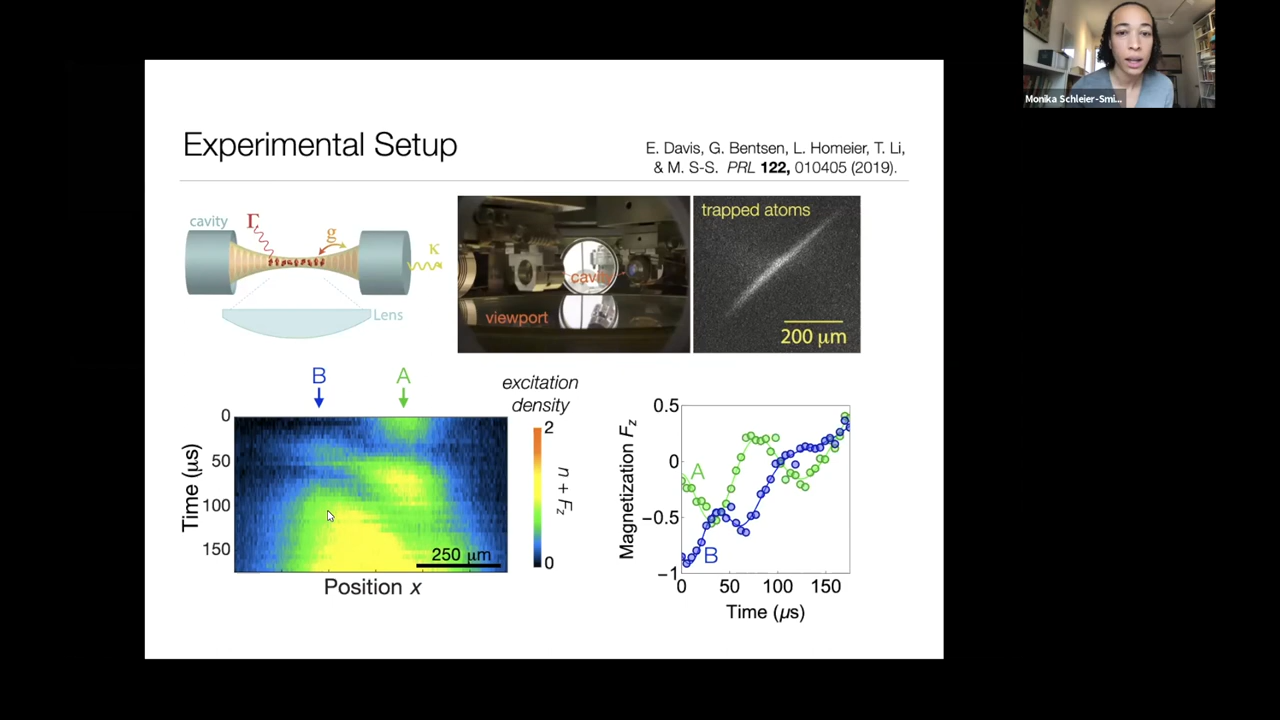 Monika Schleier-Smi...
Experimental Setup
E. Davis, G. Bentsen, L. Homeier, T. Li,
& M. S-S. PRL 122, 010405 (2019).
cavity
Γ
g
κ
Lens
cavity
viewport
trapped atoms
200 μm
B
A
excitation
density
Time (μs)
0
50
100
150
250 μm
Position x
2
0
n + Fz
Magnetization Fz
0.5
0
−0.5
−1
A
B
0
50
100
150
Time (μs)